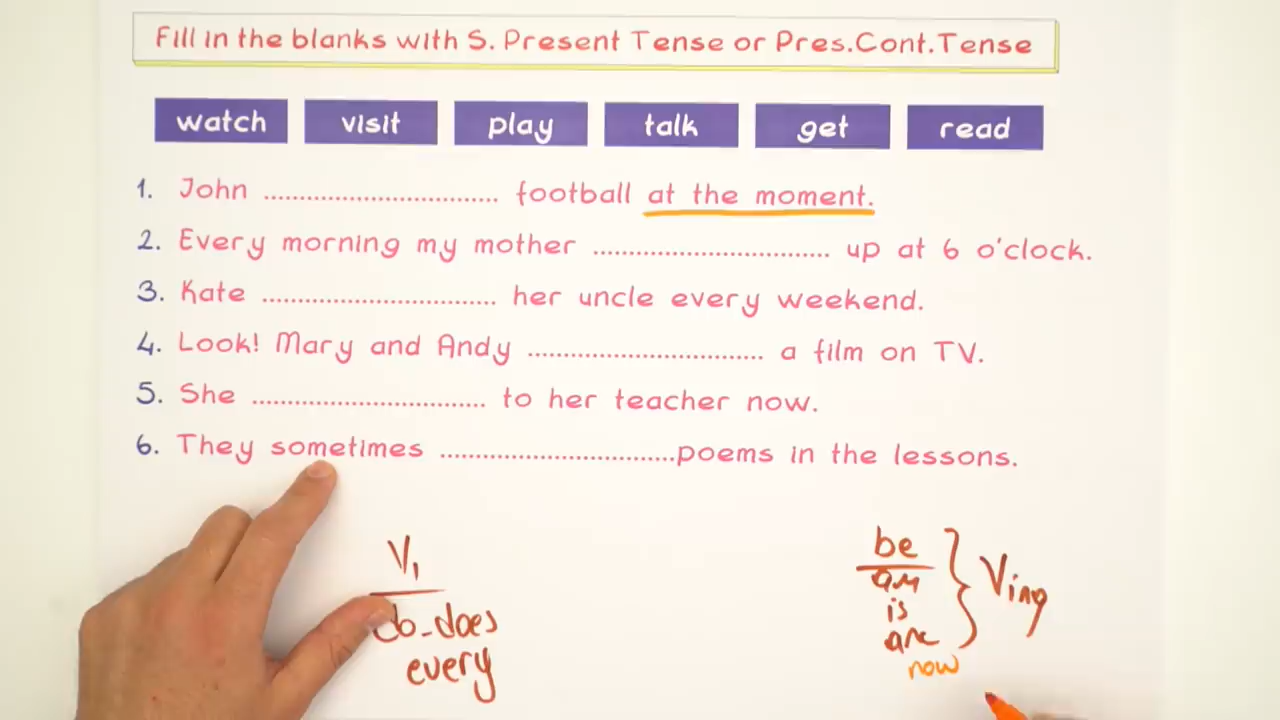 Fill in the blanks with S. Present Tense or Pres.Cont.Tense
watch visit play talk get read
1. John .................................. football at the moment.
2. Every morning my mother .................................. up at 6 o'clock.
3. Kate .................................. her uncle every weekend.
4. Look! Mary and Andy .................................. a film on TV.
5. She .................................. to her teacher now.
6. They sometimes ..................................poems in the lessons.
V1
do-does
every
be
am
is
are
Ving
now